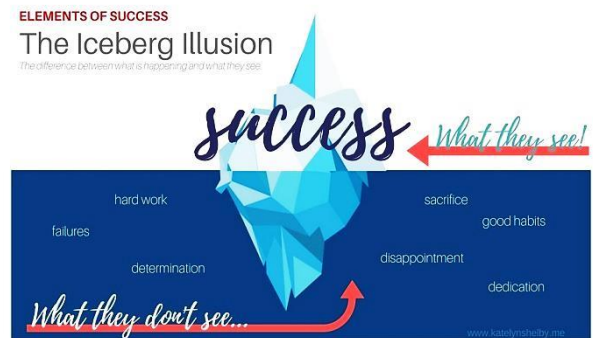 ELEMENTS OF SUCCESS
The Iceberg Illusion
The difference between what is happening and what they see.
success
What they see!
hard work
sacrifice
good habits
failures
disappointment
determination
dedication
What they don't see...
www.katelynshelby.me